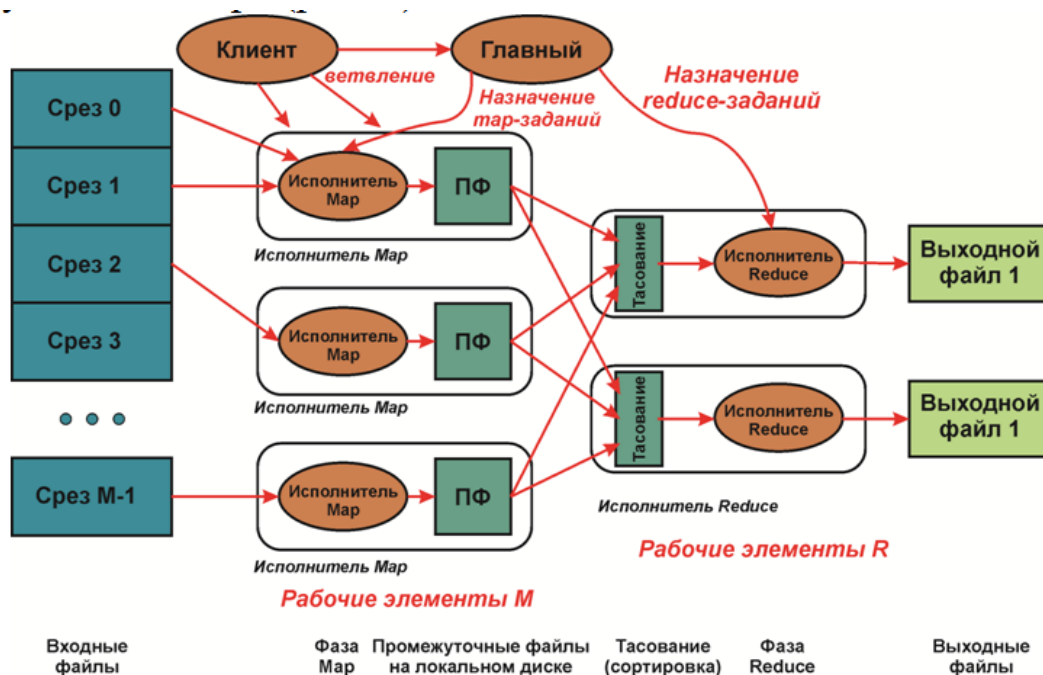 Клиент
Главный
ветвление
Назначение
map-заданий
Назначение
reduce-заданий
Срез 0
Срез 1
Срез 2
Срез 3
Срез M-1
Исполнитель
Map
ПФ
Исполнитель Map
Исполнитель
Map
ПФ
Исполнитель Map
Исполнитель
Map
ПФ
Исполнитель Map
Рабочие элементы M
Тасование
Исполнитель
Reduce
Тасование
Исполнитель
Reduce
Исполнитель Reduce
Рабочие элементы R
Выходной
файл 1
Выходной
файл 1
Входные
файлы
Фаза
Map
Промежуточные файлы
на локальном диске
Тасование
(сортировка)
Фаза
Reduce
Выходные
файлы